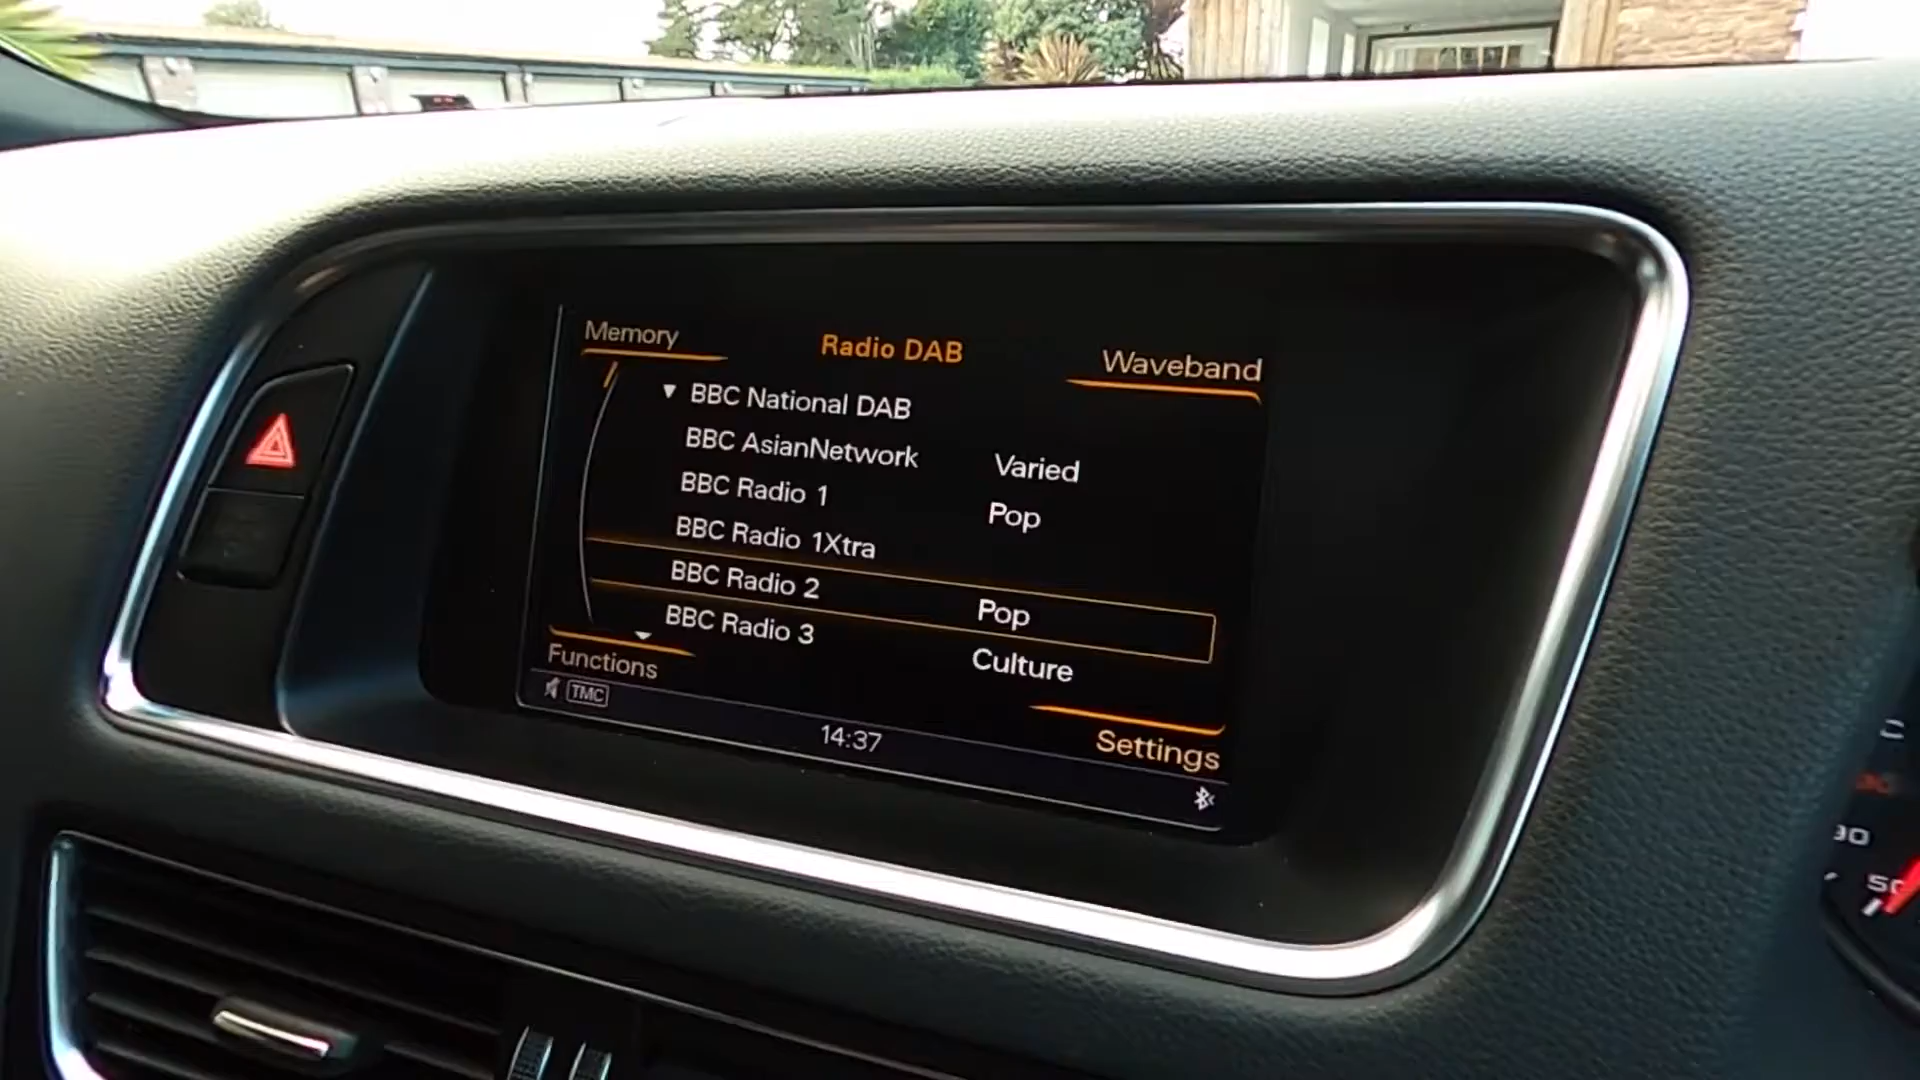 Memory
Radio DAB
Waveband
BBC National DAB
BBC AsianNetwork Varied
BBC Radio 1 Pop
BBC Radio 1Xtra
BBC Radio 2 Pop
BBC Radio 3 Culture
Functions
Settings
TMC
14:37
50